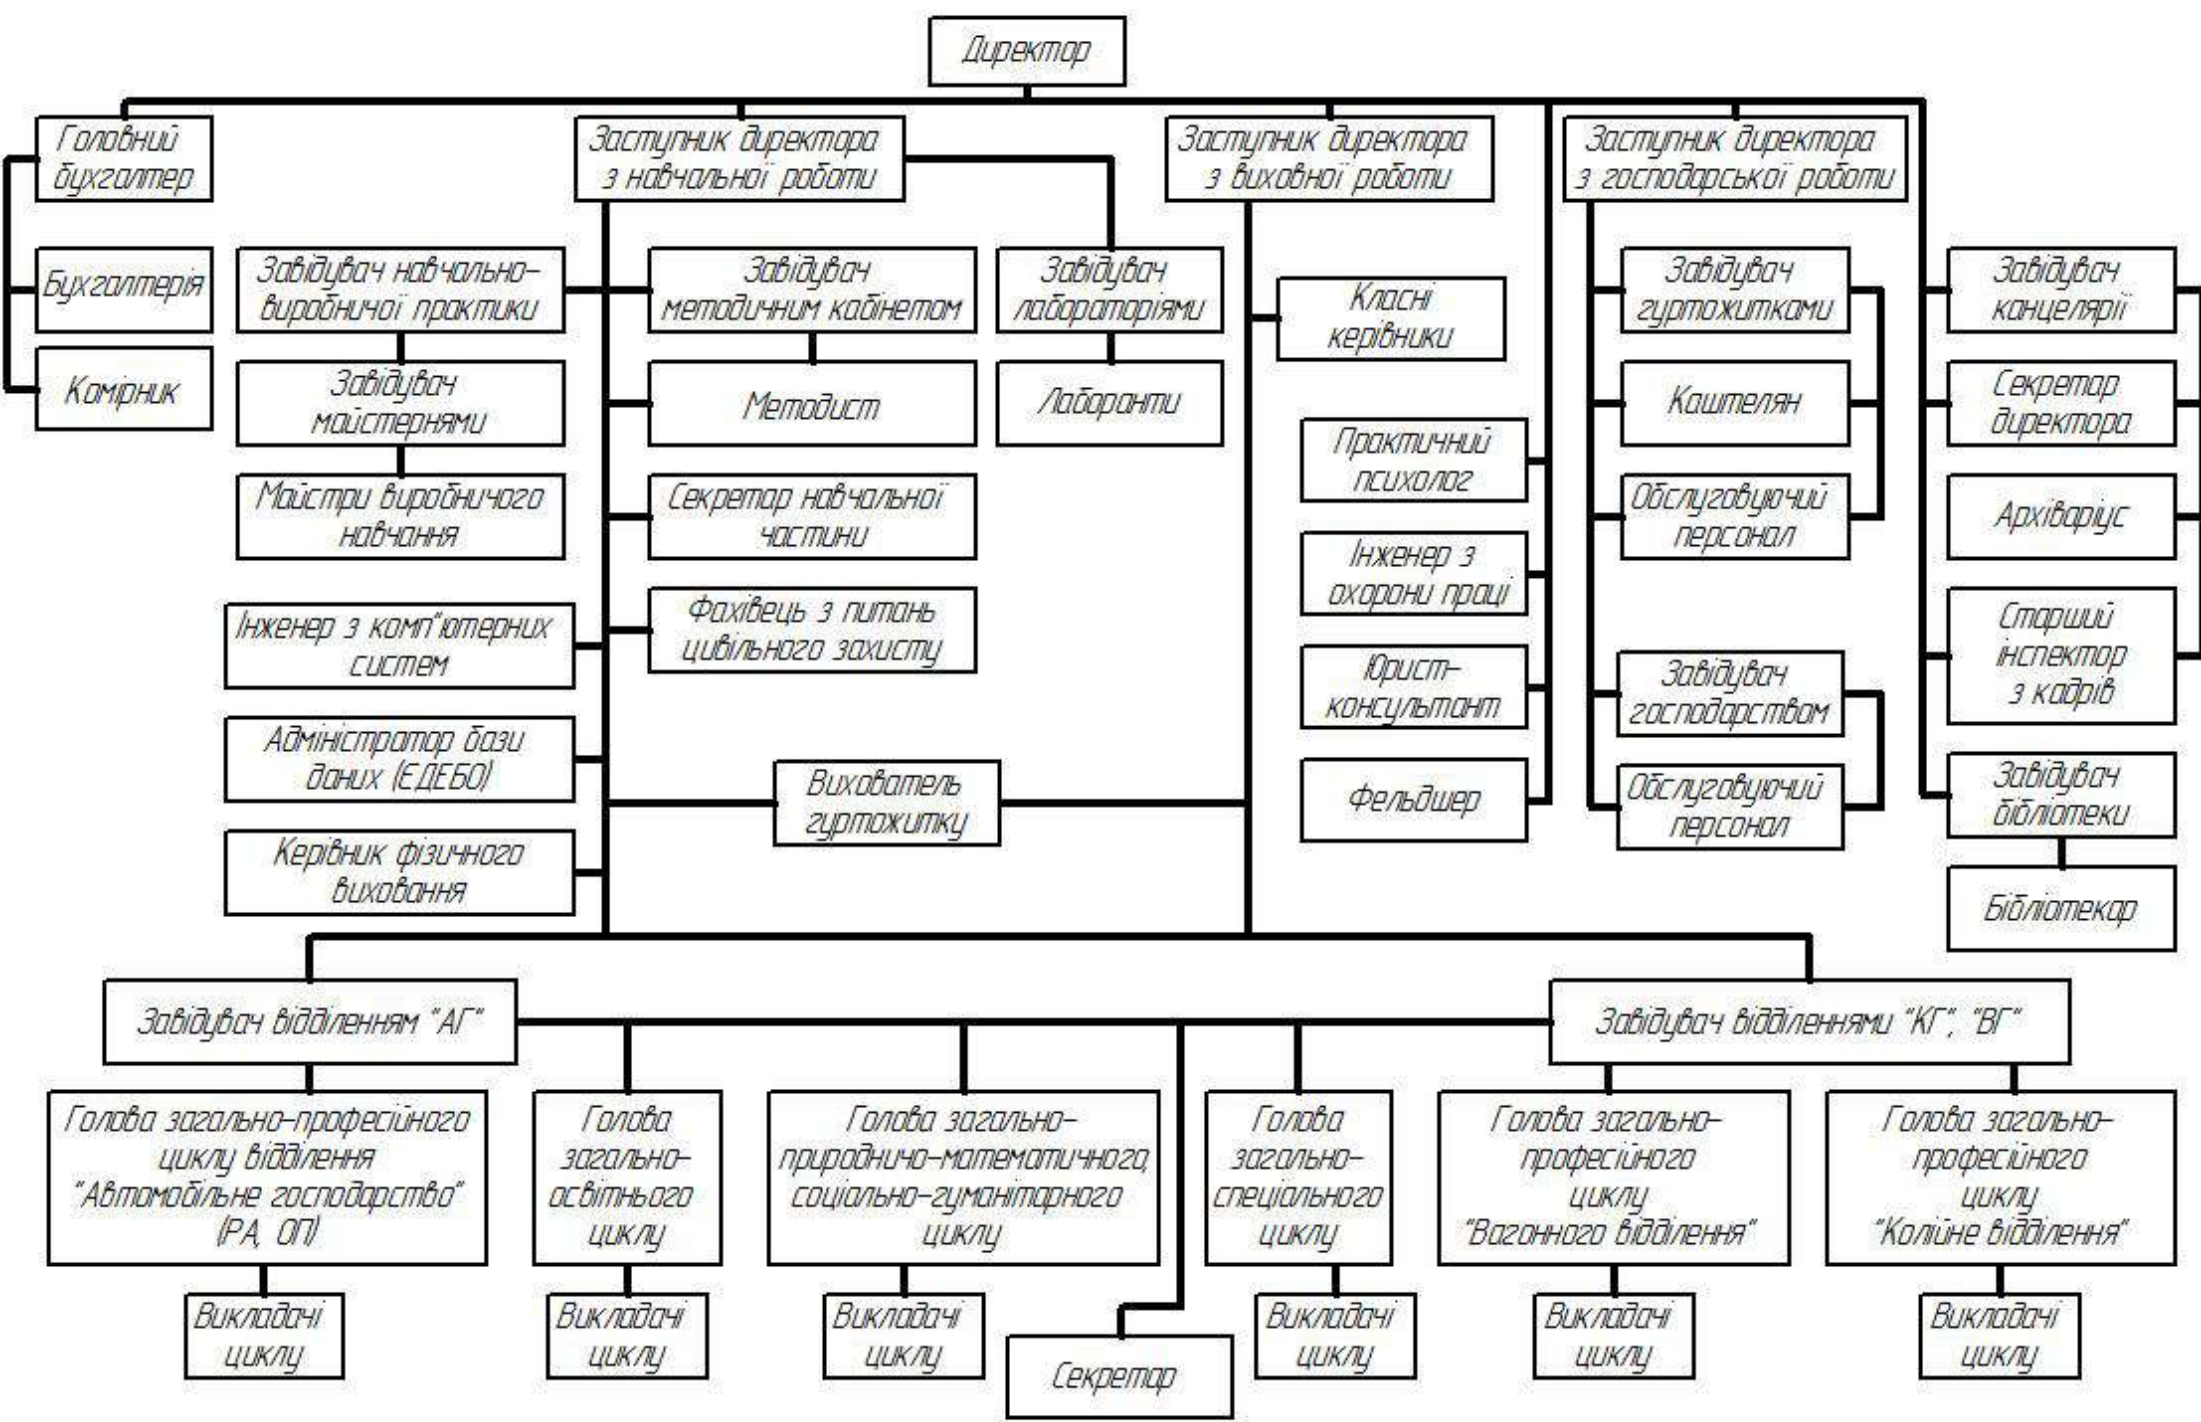 Директор
Головний
бухгалтер
Заступник директора
з навчальної роботи
Заступник директора
з виховної роботи
Заступник директора
з господарської роботи
Бухгалтерія
Комірник
Завідувач навчально-
виробничої практики
Завідувач
майстернями
Майстри виробничого
навчання
Завідувач
методичним кабінетом
Методист
Секретар навчальної
частини
Фахівець з питань
цивільного захисту
Завідувач
лабораторіями
Лаборанти
Інженер з комп"ютерних
систем
Адміністратор бази
даних (ЄДЕБО)
Керівник фізичного
виховання
Вихователь
гуртожитку
Класні
керівники
Практичний
психолог
Інженер з
охорони праці
Юрист-
консультант
Фельдшер
Завідувач
гуртожитками
Каштелян
Обслуговуючий
персонал
Завідувач
господарством
Обслуговуючий
персонал
Завідувач
канцелярії
Секретар
директора
Архіваріус
Старший
інспектор
з кадрів
Завідувач
бібліотеки
Бібліотекар
Завідувач відділенням "АГ"
Завідувач відділеннями "КГ", "ВГ"
Голова загально-професійного
циклу відділення
"Автомобільне господарство"
(РА, ОП)
Голова
загально-
освітнього
циклу
Голова загально-
природничо-математичного,
соціально-гуманітарного
циклу
Голова
загально-
спеціального
циклу
Голова загально-
професійного
циклу
"Вагонного відділення"
Голова загально-
професійного
циклу
"Колійне відділення"
Викладачі
циклу
Викладачі
циклу
Викладачі
циклу
Секретар
Викладачі
циклу
Викладачі
циклу
Викладачі
циклу